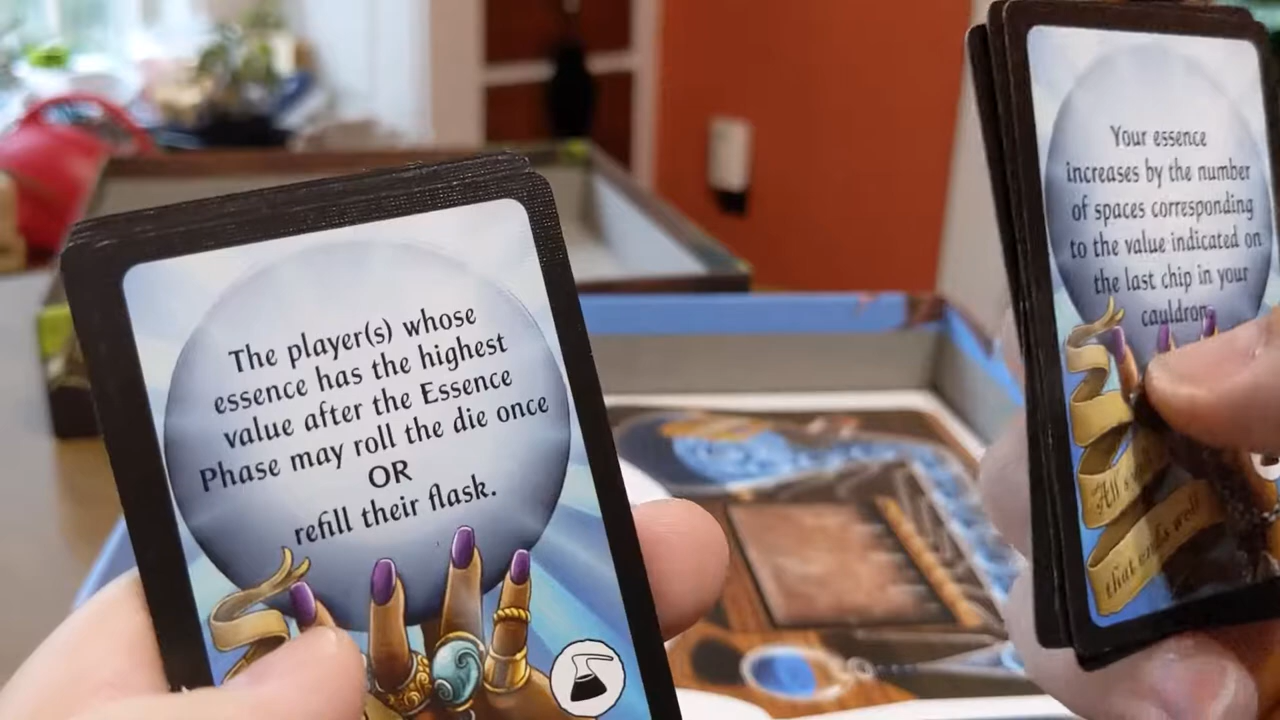 The player(s) whose
essence has the highest
value after the Essence
Phase may roll the die once
OR
refill their flask.
Your essence
increases by the number
of spaces corresponding
to the value indicated on
the last chip in your
cauldron
All
that ends well